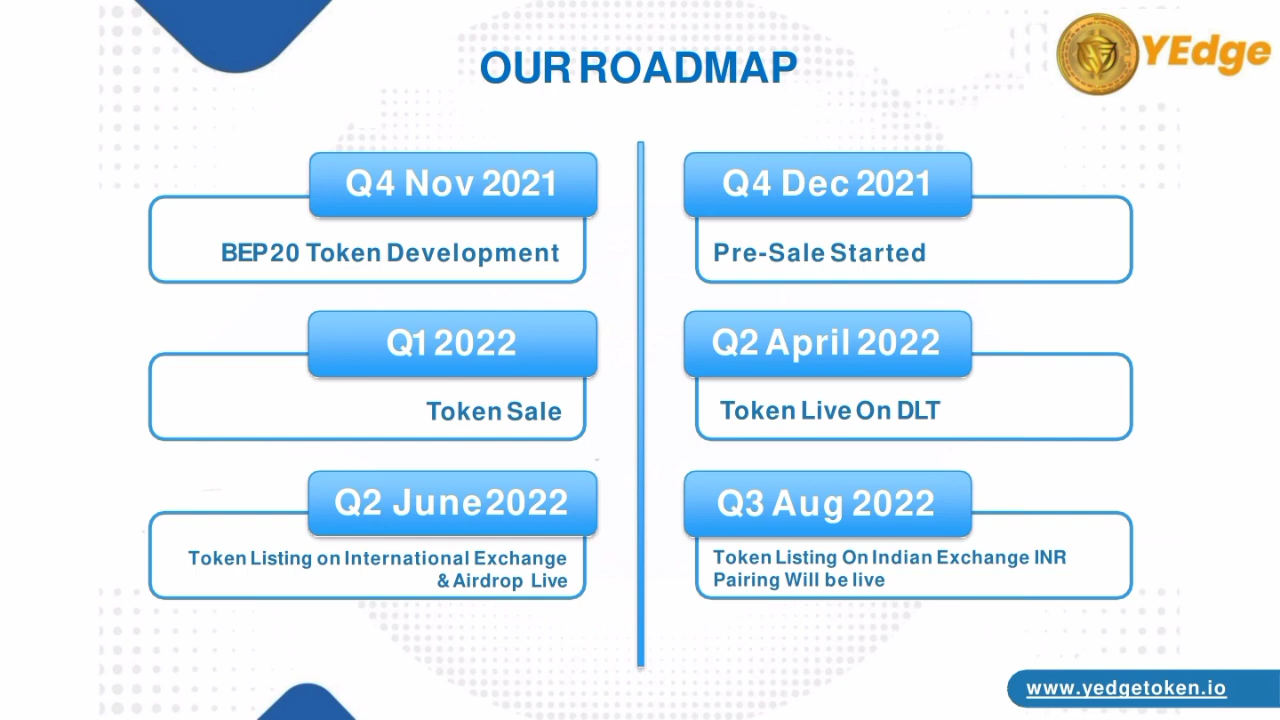 OUR ROADMAP
YEdge
Q4 Nov 2021
BEP20 Token Development
Q4 Dec 2021
Pre-Sale Started
Q1 2022
Token Sale
Q2 April 2022
Token Live On DLT
Q2 June 2022
Token Listing on International Exchange
& Airdrop Live
Q3 Aug 2022
Token Listing On Indian Exchange INR
Pairing Will be live
www.yedgetoken.io